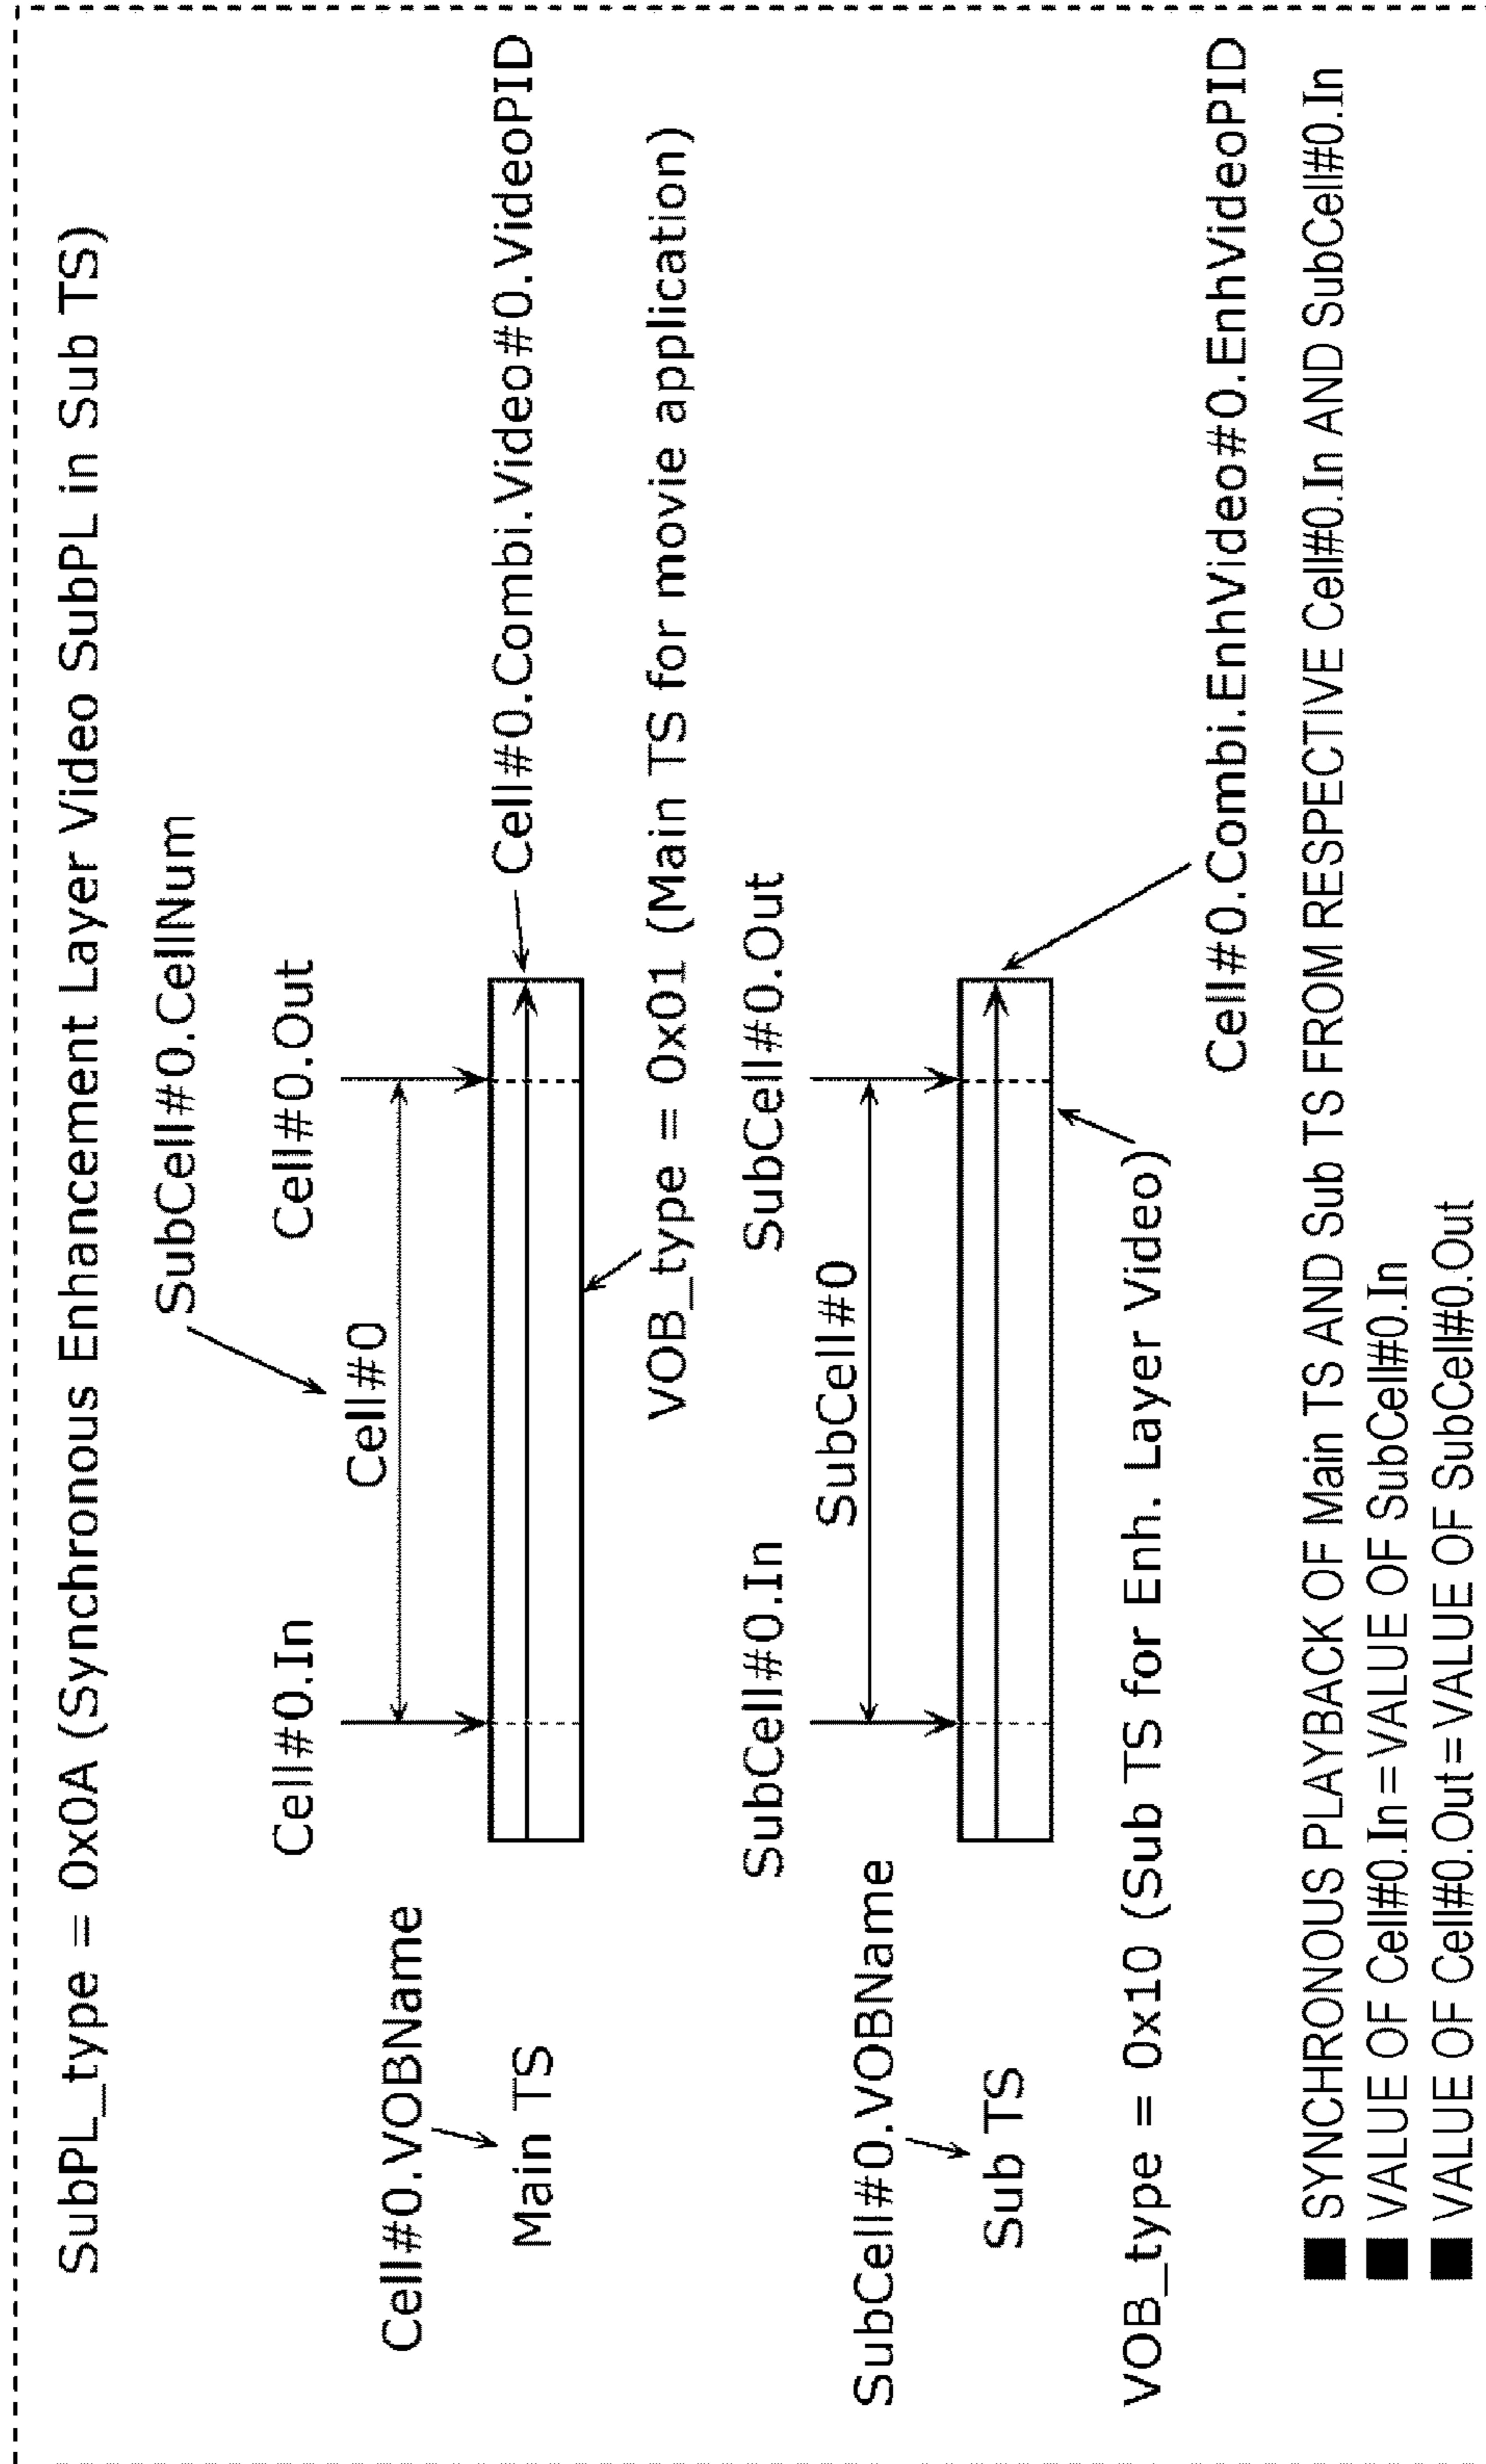 SubPL_type = 0x0A (Synchronous Enhancement Layer Video SubPL in Sub TS)
SubCell#0.CellNum
Cell#0.In
Cell#0.Out
Cell#0
Cell#0.VOBName
Main TS
Cell#0.Combi.Video#0.VideoPID
VOB_type = 0x01 (Main TS for movie application)
SubCell#0.In
SubCell#0.Out
SubCell#0
SubCell#0.VOBName
Sub TS
VOB_type = 0x10 (Sub TS for Enh. Layer Video)
Cell#0.Combi.EnhVideo#0.EnhVideoPID
■ SYNCHRONOUS PLAYBACK OF Main TS AND Sub TS FROM RESPECTIVE Cell#0.In AND SubCell#0.In
■ VALUE OF Cell#0.In=VALUE OF SubCell#0.In
■ VALUE OF Cell#0.Out=VALUE OF SubCell#0.Out